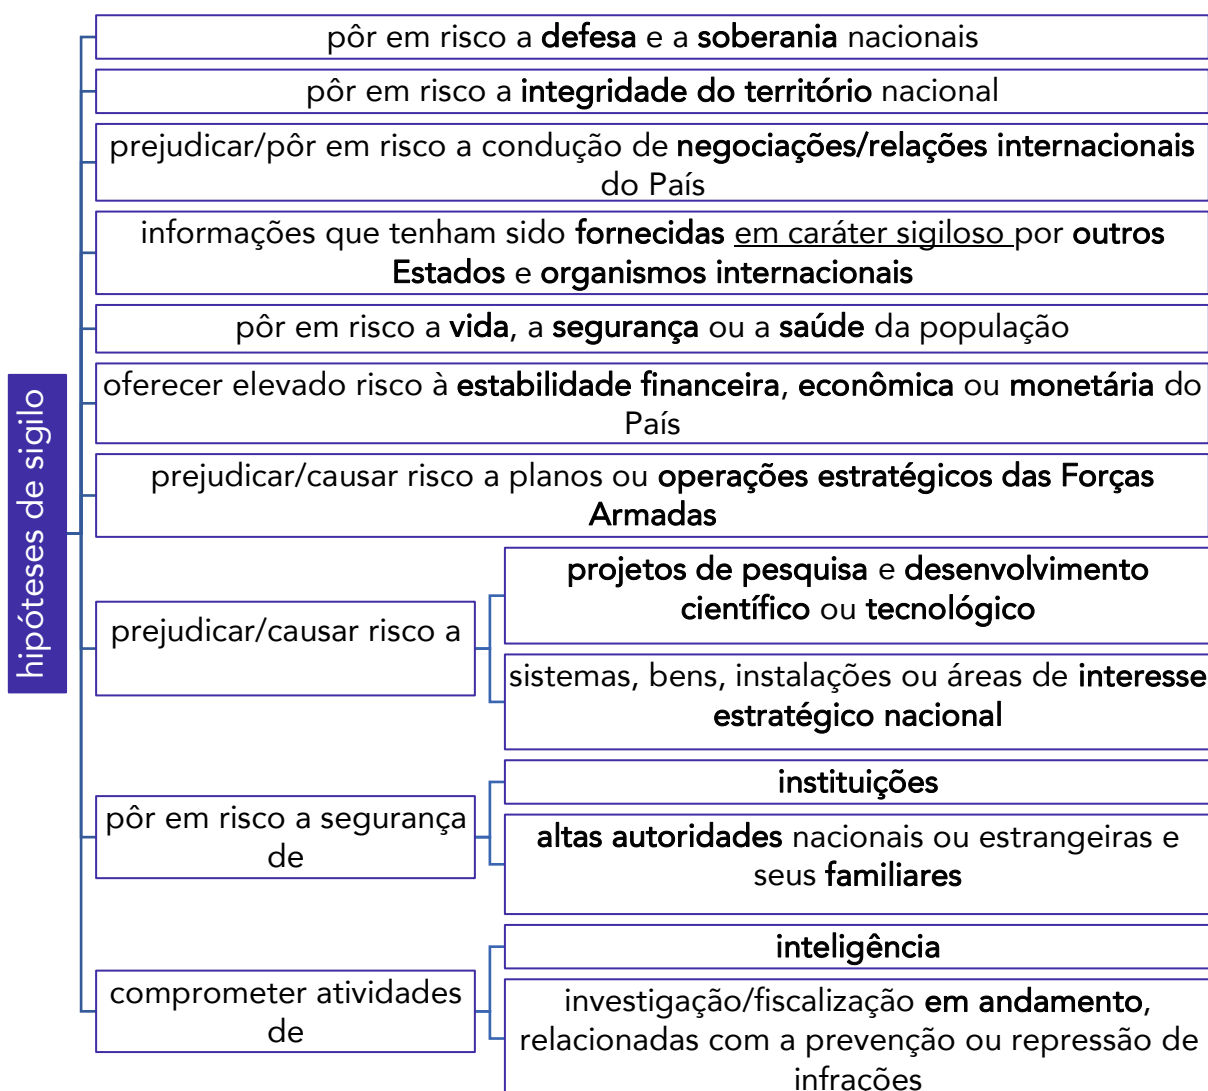 hipóteses de sigilo
pôr em risco a defesa e a soberania nacionais
pôr em risco a integridade do território nacional
prejudicar/pôr em risco a condução de negociações/relações internacionais
do País
informações que tenham sido fornecidas em caráter sigiloso por outros
Estados e organismos internacionais
pôr em risco a vida, a segurança ou a saúde da população
oferecer elevado risco à estabilidade financeira, econômica ou monetária do
País
prejudicar/causar risco a planos ou operações estratégicos das Forças
Armadas
prejudicar/causar risco a
projetos de pesquisa e desenvolvimento
científico ou tecnológico
sistemas, bens, instalações ou áreas de interesse
estratégico nacional
pôr em risco a segurança
de
instituições
altas autoridades nacionais ou estrangeiras e
seus familiares
comprometer atividades
de
inteligência
investigação/fiscalização em andamento,
relacionadas com a prevenção ou repressão de
infrações